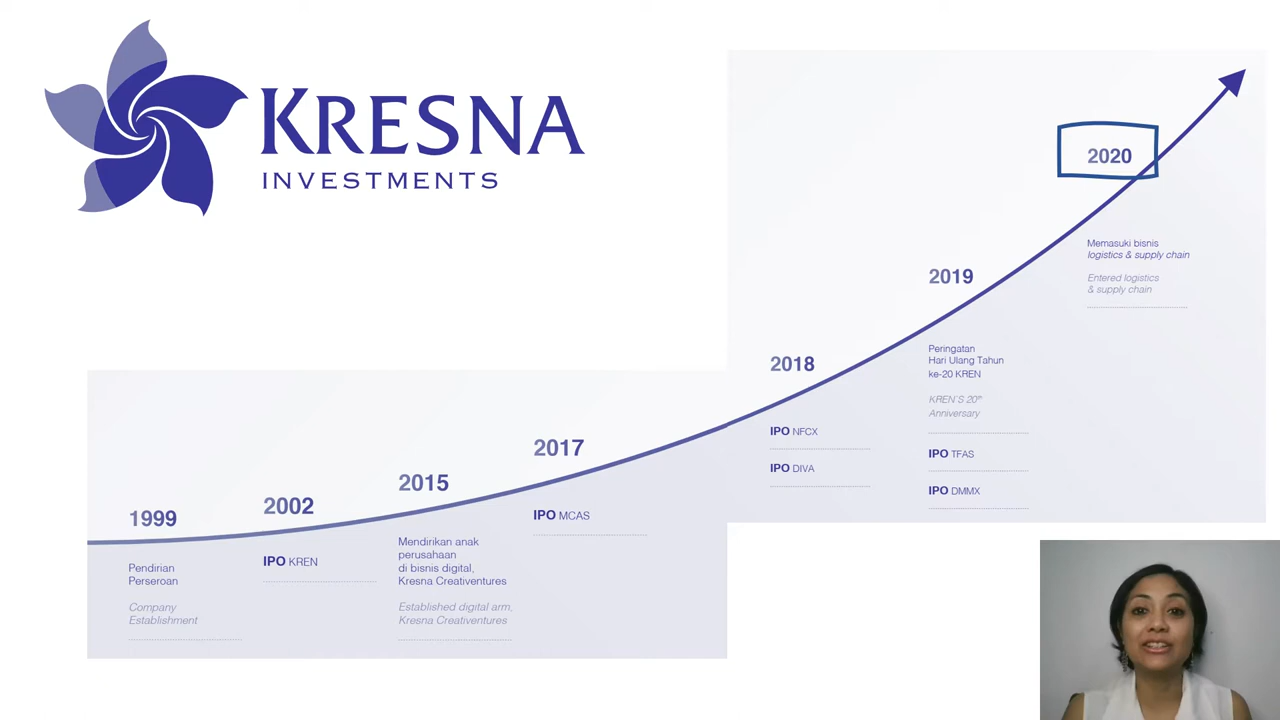 KRESNA
INVESTMENTS
1999
Pendirian
Perseroan
Company
Establishment
2002
IPO KREN
2015
Mendirikan anak
perusahaan
di bisnis digital,
Kresna Creativentures
Established digital arm,
Kresna Creativentures
2017
IPO MCAS
2018
IPO NFCX
IPO DIVA
2019
Peringatan
Hari Ulang Tahun
ke-20 KREN
KREN`S 20th
Anniversary
IPO TFAS
IPO DMMX
2020
Memasuki bisnis
logistics & supply chain
Entered logistics
& supply chain